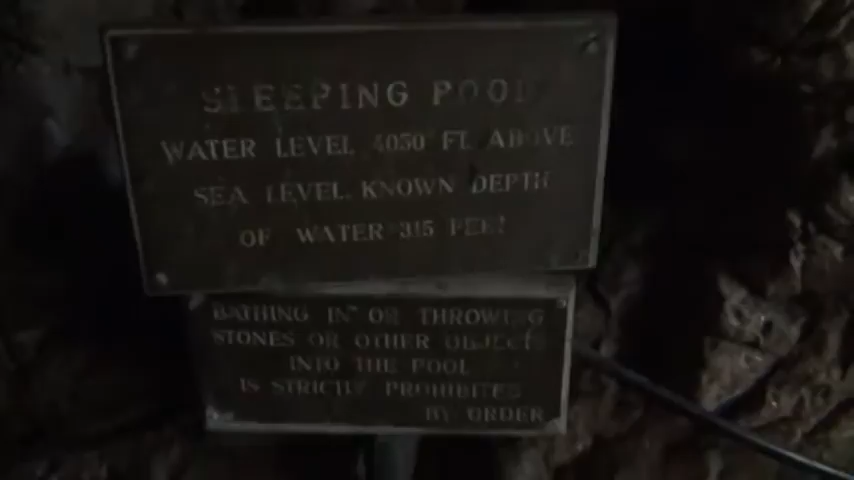 SLEEPING POOL
WATER LEVEL 4050 FT. ABOVE
SEA LEVEL. KNOWN DEPTH
OF WATER 315 FEET
BATHING IN OR THROWING
STONES OR OTHER OBJECTS
INTO THE POOL
IS STRICTLY PROHIBITED
BY ORDER